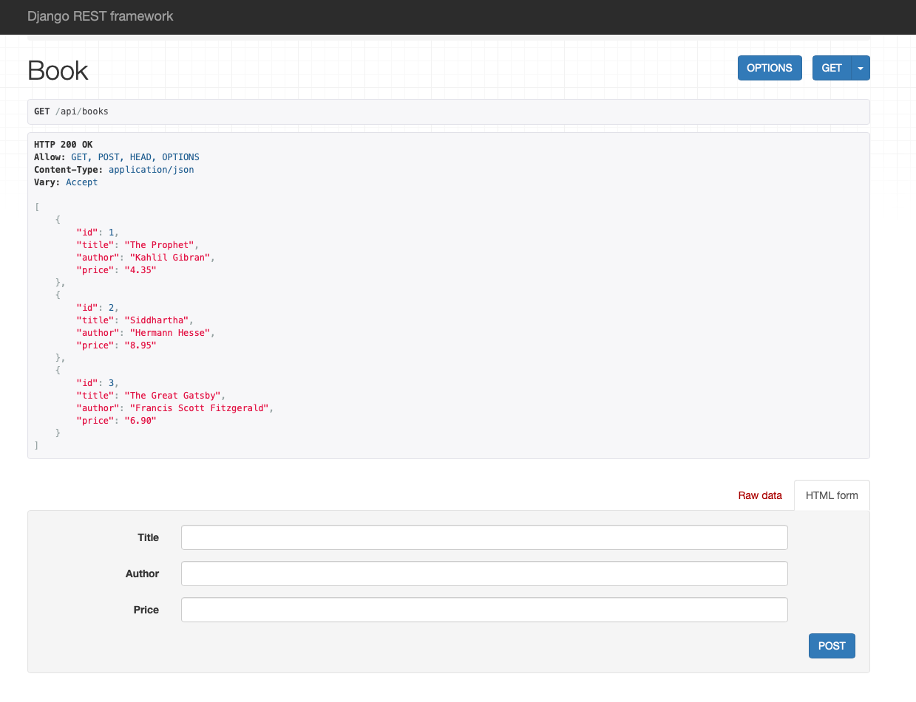 Django REST framework
Book
OPTIONS
GET
GET /api/books
HTTP 200 OK
Allow: GET, POST, HEAD, OPTIONS
Content-Type: application/json
Vary: Accept
[
    {
        "id": 1,
        "title": "The Prophet",
        "author": "Kahlil Gibran",
        "price": "4.35"
    },
    {
        "id": 2,
        "title": "Siddhartha",
        "author": "Hermann Hesse",
        "price": "8.95"
    },
    {
        "id": 3,
        "title": "The Great Gatsby",
        "author": "Francis Scott Fitzgerald",
        "price": "6.90"
    }
]
Raw data
HTML form
Title
Author
Price
POST